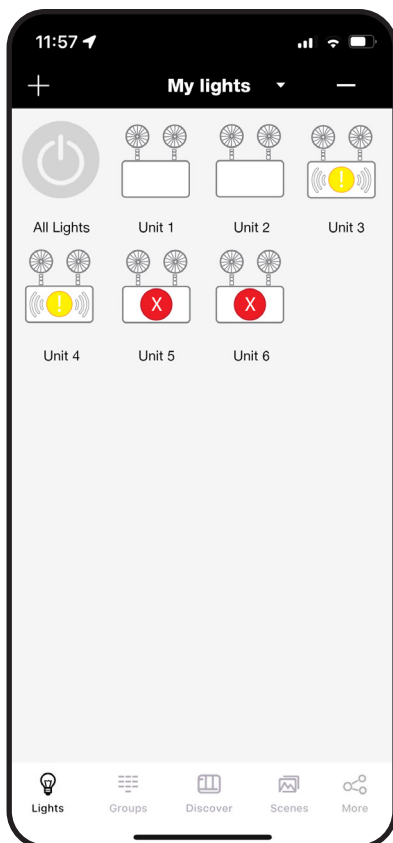 11:57
My lights
All Lights Unit 1 Unit 2 Unit 3
! !
Unit 4 Unit 5 Unit 6
X X
Lights Groups Discover Scenes More